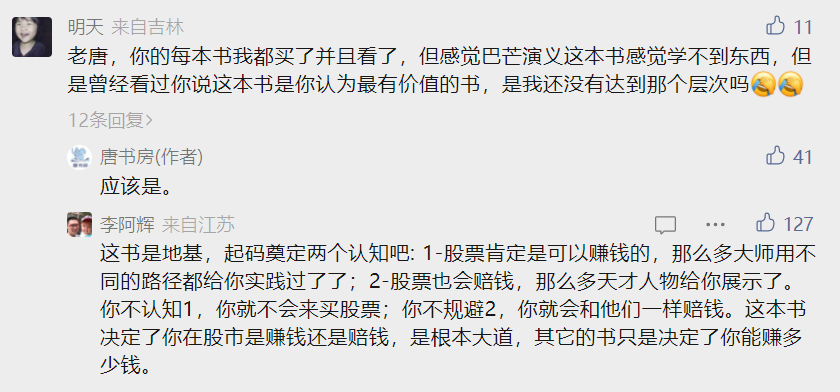 明天 来自吉林 11
老唐，你的每本书我都买了并且看了，但感觉巴芒演义这本书感觉学不到东西，但
是曾经看过你说这本书是你认为最有价值的书，是我还没有达到那个层次吗🤣🤣
12条回复>
唐书房(作者) 41
应该是。
李阿辉 来自江苏 127
这书是地基，起码奠定两个认知吧: 1-股票肯定是可以赚钱的，那么多大师用不
同的路径都给你实践过了了；2-股票也会赔钱，那么多天才人物给你展示了。
你不认知1，你就不会来买股票；你不规避2，你就会和他们一样赔钱。这本书
决定了你在股市是赚钱还是赔钱，是根本大道，其它的书只是决定了你能赚多
少钱。